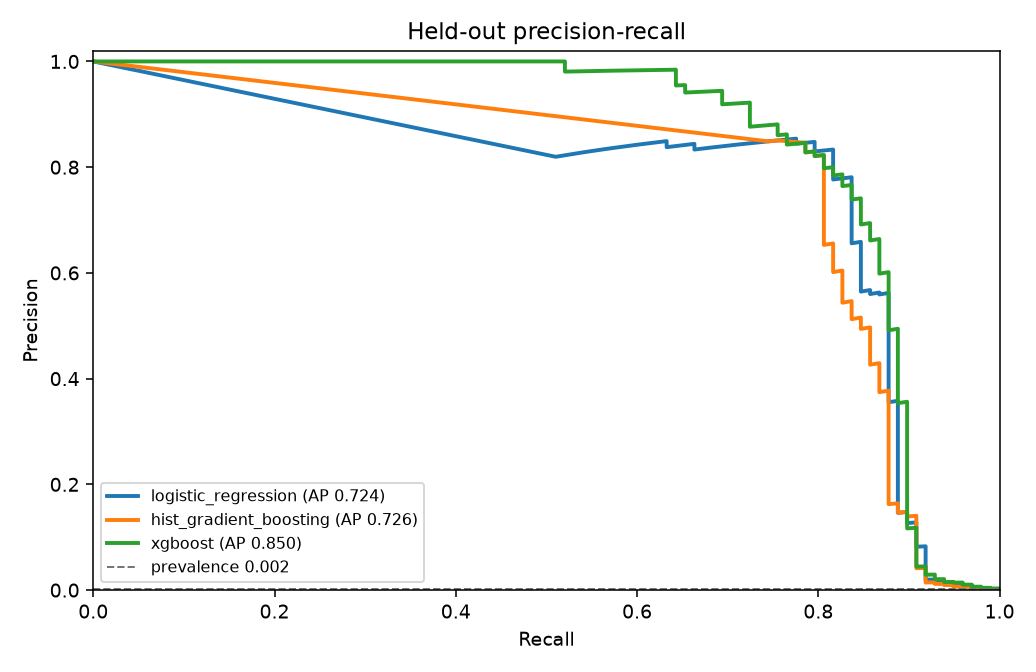 Held-out precision-recall
Precision
1.0
0.8
0.6
0.4
0.2
0.0
logistic_regression (AP 0.724)
hist_gradient_boosting (AP 0.726)
xgboost (AP 0.850)
prevalence 0.002
0.0 0.2 0.4 0.6 0.8 1.0
Recall